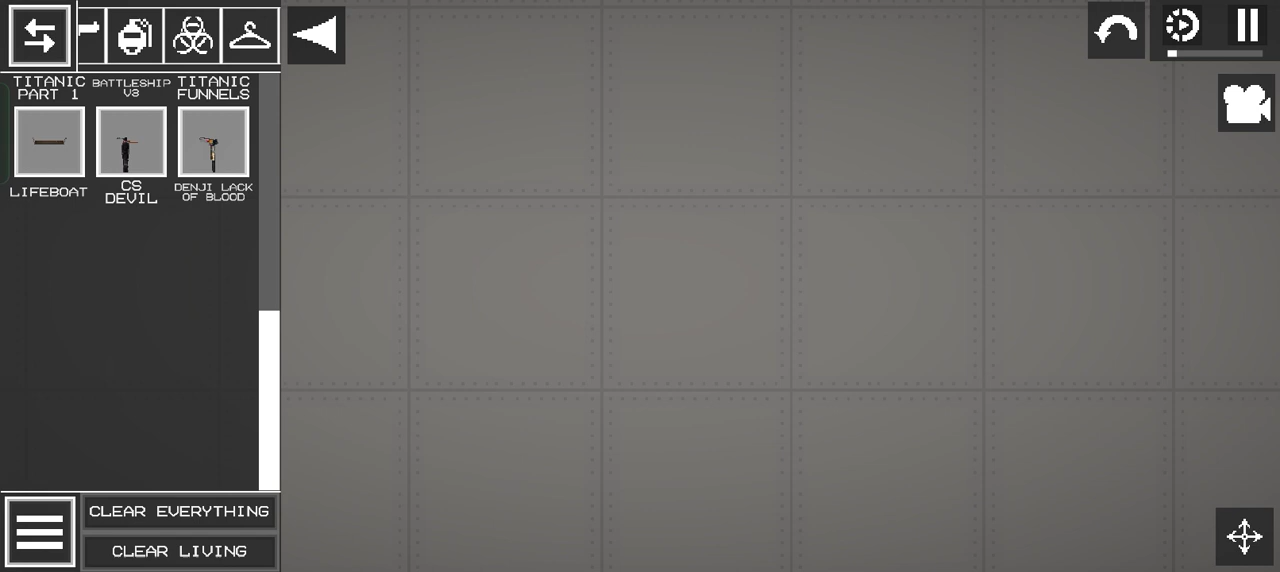 TITANIC
PART 1
BATTLESHIP
V3
TITANIC
FUNNELS
LIFEBOAT
CS
DEVIL
DENJI LACK
OF BLOOD
CLEAR EVERYTHING
CLEAR LIVING